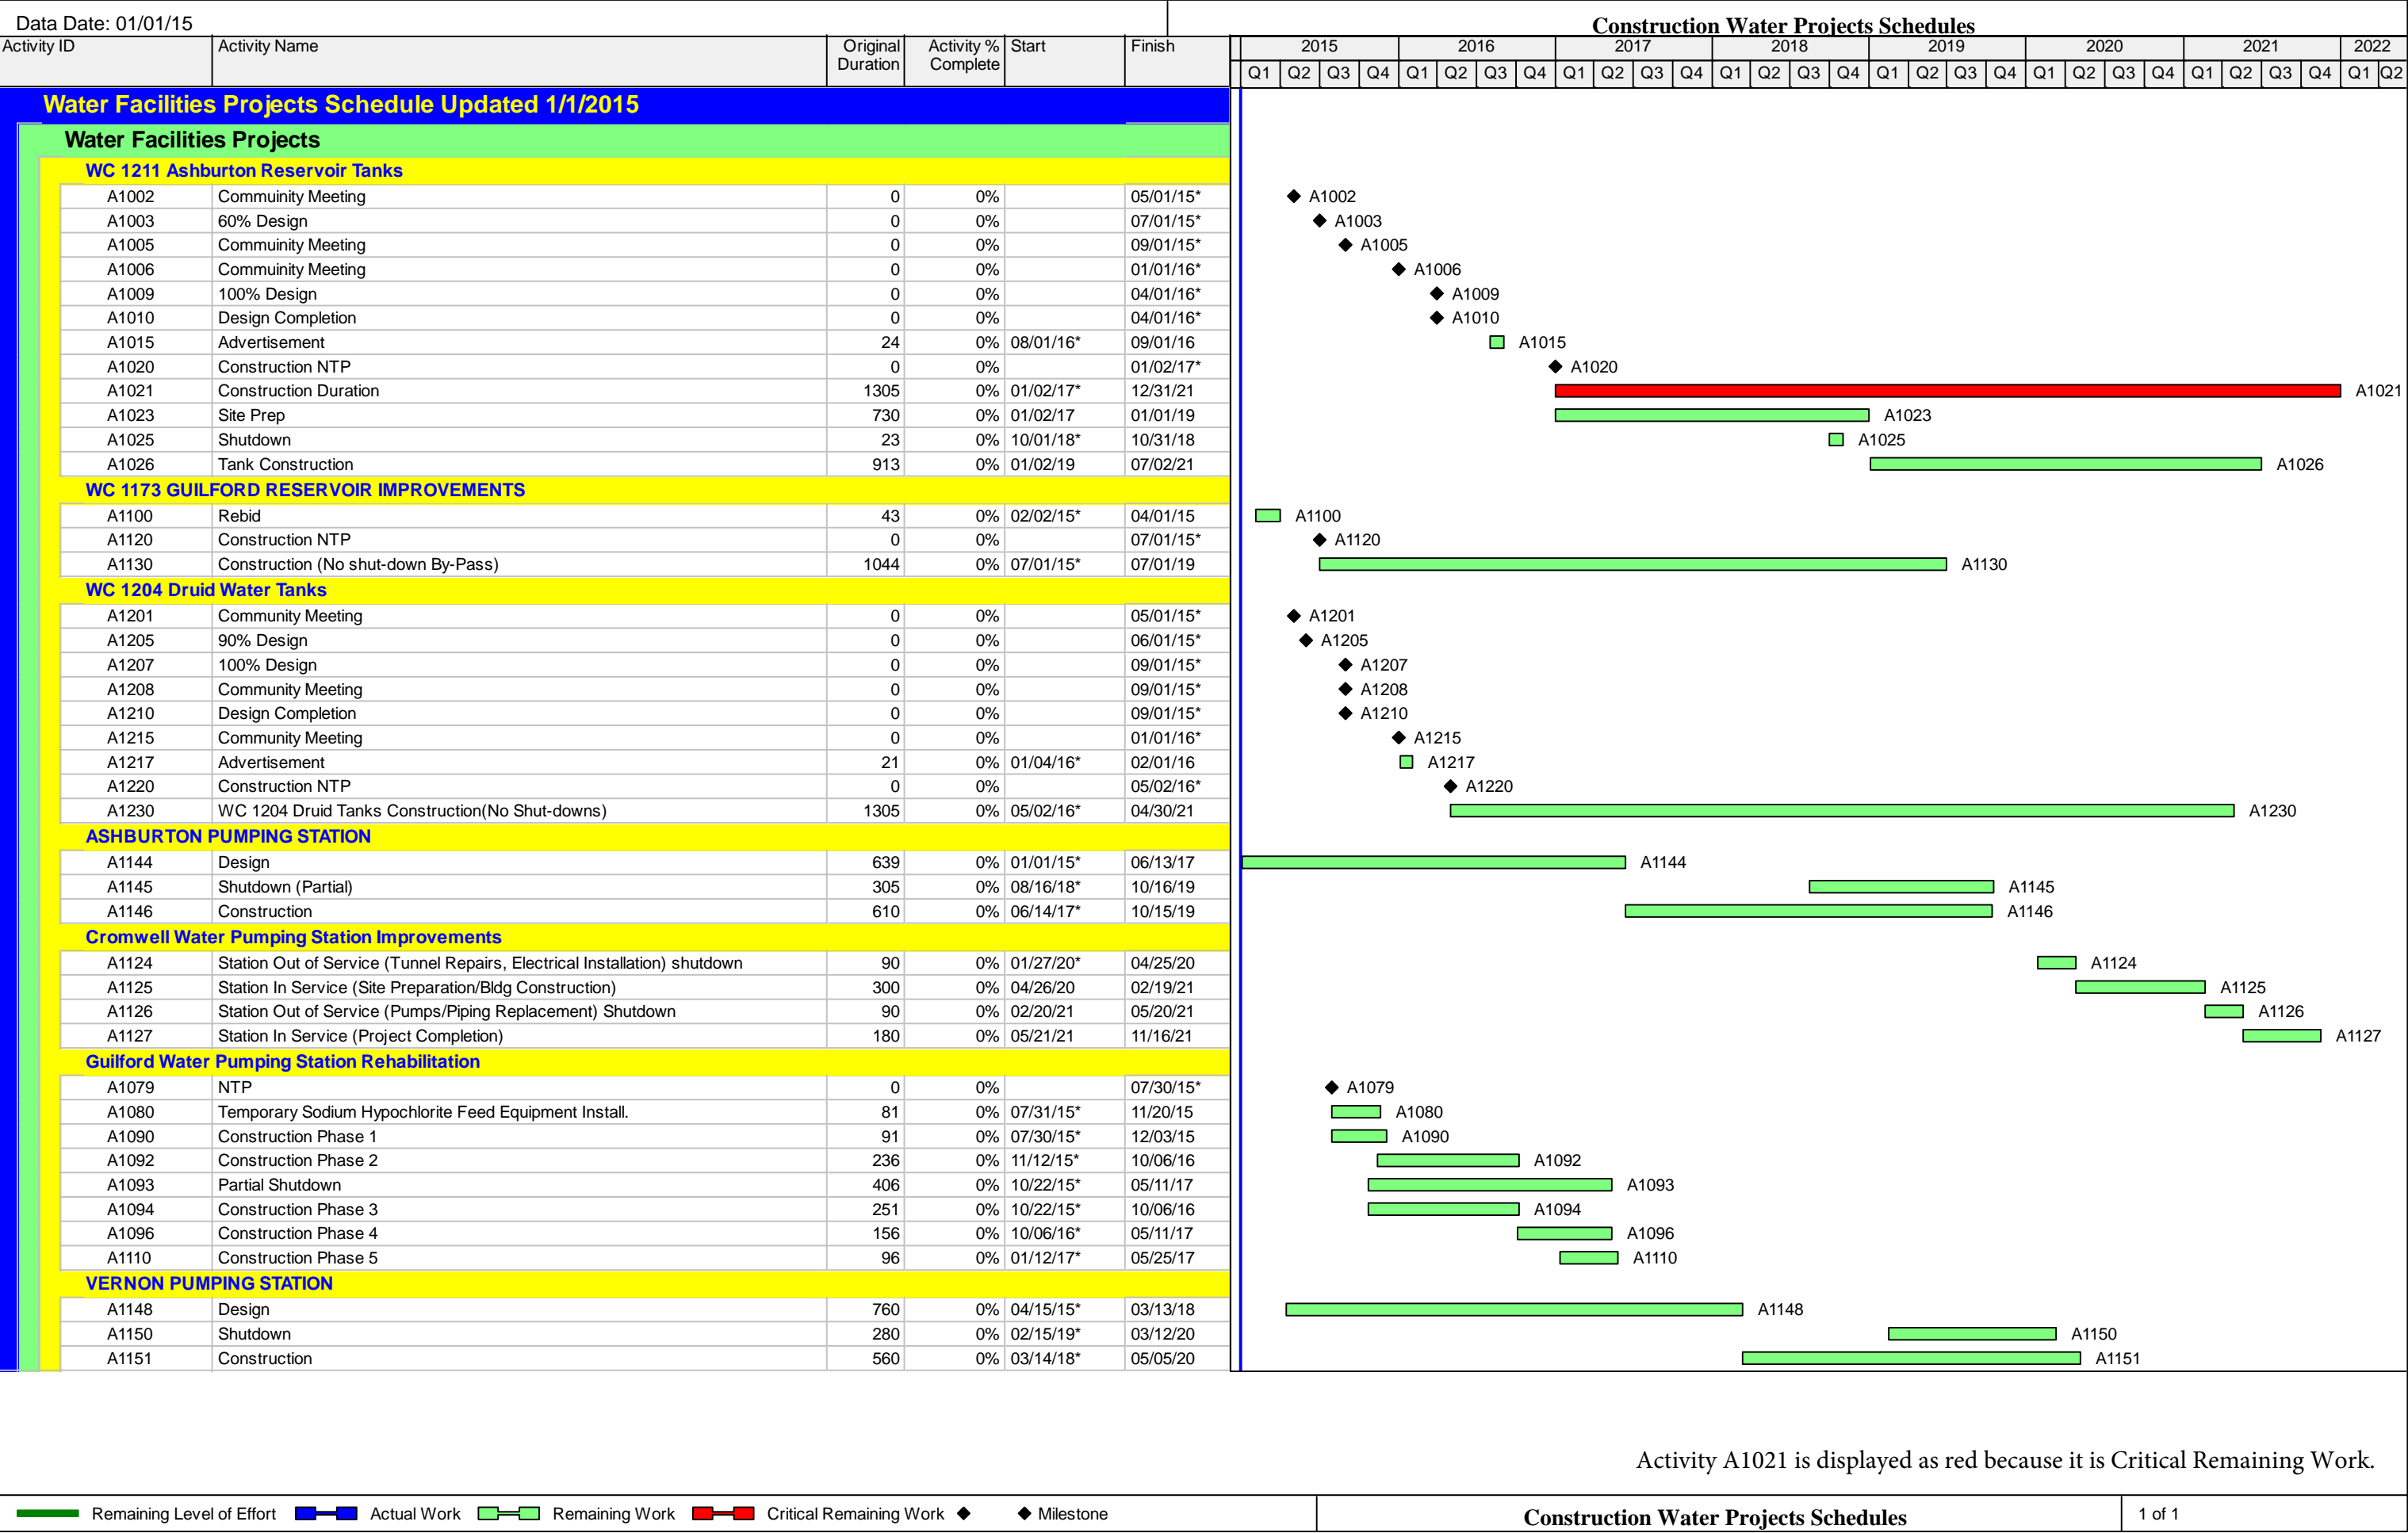 Data Date: 01/01/15
Construction Water Projects Schedules
Activity ID Activity Name Original Duration Activity % Complete Start Finish 2015 2016 2017 2018 2019 2020 2021 2022
Q1 Q2 Q3 Q4 Q1 Q2 Q3 Q4 Q1 Q2 Q3 Q4 Q1 Q2 Q3 Q4 Q1 Q2 Q3 Q4 Q1 Q2 Q3 Q4 Q1 Q2 Q3 Q4 Q1 Q2
Water Facilities Projects Schedule Updated 1/1/2015
Water Facilities Projects
WC 1211 Ashburton Reservoir Tanks
A1002 Commuinity Meeting 0 0% 05/01/15* A1002
A1003 60% Design 0 0% 07/01/15* A1003
A1005 Commuinity Meeting 0 0% 09/01/15* A1005
A1006 Commuinity Meeting 0 0% 01/01/16* A1006
A1009 100% Design 0 0% 04/01/16* A1009
A1010 Design Completion 0 0% 04/01/16* A1010
A1015 Advertisement 24 0% 08/01/16* 09/01/16 A1015
A1020 Construction NTP 0 0% 01/02/17* A1020
A1021 Construction Duration 1305 0% 01/02/17* 12/31/21 A1021
A1023 Site Prep 730 0% 01/02/17 01/01/19 A1023
A1025 Shutdown 23 0% 10/01/18* 10/31/18 A1025
A1026 Tank Construction 913 0% 01/02/19 07/02/21 A1026
WC 1173 GUILFORD RESERVOIR IMPROVEMENTS
A1100 Rebid 43 0% 02/02/15* 04/01/15 A1100
A1120 Construction NTP 0 0% 07/01/15* A1120
A1130 Construction (No shut-down By-Pass) 1044 0% 07/01/15* 07/01/19 A1130
WC 1204 Druid Water Tanks
A1201 Community Meeting 0 0% 05/01/15* A1201
A1205 90% Design 0 0% 06/01/15* A1205
A1207 100% Design 0 0% 09/01/15* A1207
A1208 Community Meeting 0 0% 09/01/15* A1208
A1210 Design Completion 0 0% 09/01/15* A1210
A1215 Community Meeting 0 0% 01/01/16* A1215
A1217 Advertisement 21 0% 01/04/16* 02/01/16 A1217
A1220 Construction NTP 0 0% 05/02/16* A1220
A1230 WC 1204 Druid Tanks Construction(No Shut-downs) 1305 0% 05/02/16* 04/30/21 A1230
ASHBURTON PUMPING STATION
A1144 Design 639 0% 01/01/15* 06/13/17 A1144
A1145 Shutdown (Partial) 305 0% 08/16/18* 10/16/19 A1145
A1146 Construction 610 0% 06/14/17* 10/15/19 A1146
Cromwell Water Pumping Station Improvements
A1124 Station Out of Service (Tunnel Repairs, Electrical Installation) shutdown 90 0% 01/27/20* 04/25/20 A1124
A1125 Station In Service (Site Preparation/Bldg Construction) 300 0% 04/26/20 02/19/21 A1125
A1126 Station Out of Service (Pumps/Piping Replacement) Shutdown 90 0% 02/20/21 05/20/21 A1126
A1127 Station In Service (Project Completion) 180 0% 05/21/21 11/16/21 A1127
Guilford Water Pumping Station Rehabilitation
A1079 NTP 0 0% 07/30/15* A1079
A1080 Temporary Sodium Hypochlorite Feed Equipment Install. 81 0% 07/31/15* 11/20/15 A1080
A1090 Construction Phase 1 91 0% 07/30/15* 12/03/15 A1090
A1092 Construction Phase 2 236 0% 11/12/15* 10/06/16 A1092
A1093 Partial Shutdown 406 0% 10/22/15* 05/11/17 A1093
A1094 Construction Phase 3 251 0% 10/22/15* 10/06/16 A1094
A1096 Construction Phase 4 156 0% 10/06/16* 05/11/17 A1096
A1110 Construction Phase 5 96 0% 01/12/17* 05/25/17 A1110
VERNON PUMPING STATION
A1148 Design 760 0% 04/15/15* 03/13/18 A1148
A1150 Shutdown 280 0% 02/15/19* 03/12/20 A1150
A1151 Construction 560 0% 03/14/18* 05/05/20 A1151
Activity A1021 is displayed as red because it is Critical Remaining Work.
Remaining Level of Effort Actual Work Remaining Work Critical Remaining Work Milestone
Construction Water Projects Schedules
1 of 1